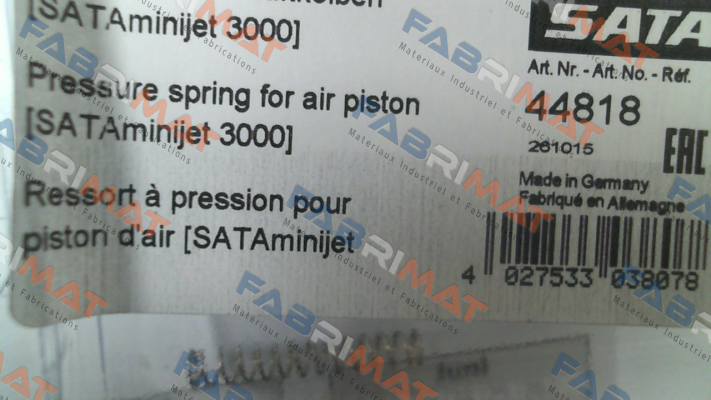 [SATAminijet 3000]
Pressure spring for air piston
[SATAminijet 3000]
Ressort à pression pour
piston d'air [SATAminijet
SATA
Art. Nr. - Art. No. - Réf.
44818
261015
EAC
Made in Germany
Fabriqué en Allemagne
4 027533 038078
FABRIMAT
Materiaux Industriel et Fabrications